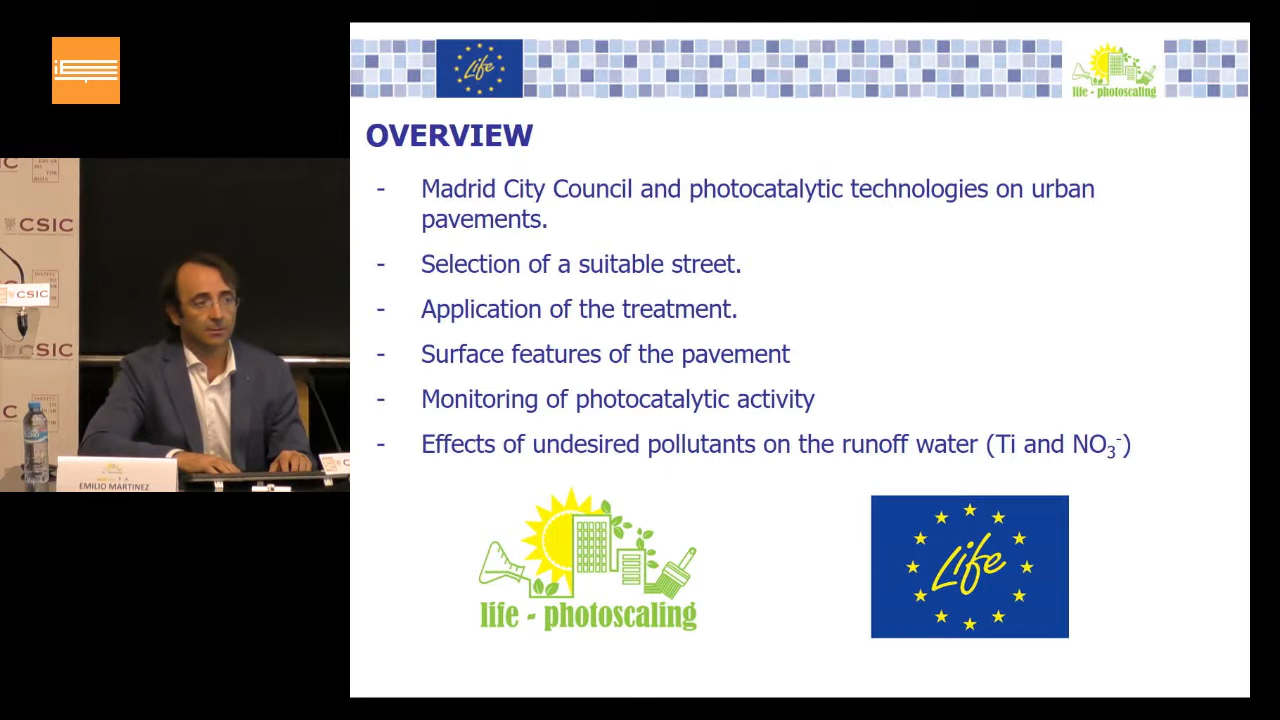 Life
life - photoscaling
OVERVIEW
- Madrid City Council and photocatalytic technologies on urban
pavements.
- Selection of a suitable street.
- Application of the treatment.
- Surface features of the pavement
- Monitoring of photocatalytic activity
- Effects of undesired pollutants on the runoff water (Ti and NO₃⁻)
life - photoscaling
Life
CSIC
CSIC
SIC
EMILIO MARTINEZ